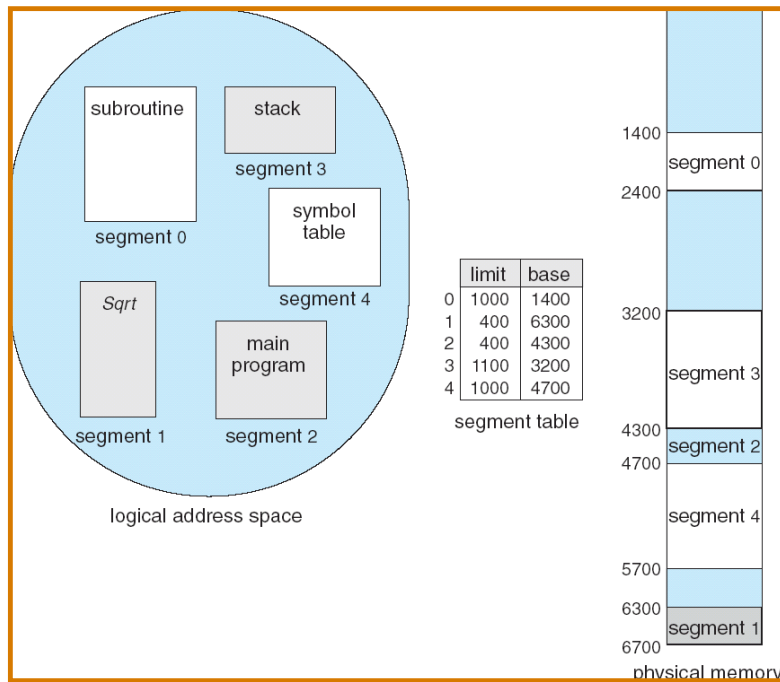 subroutine
segment 0
stack
segment 3
symbol
table
segment 4
Sqrt
segment 1
main
program
segment 2
logical address space
limit base
0 1000 1400
1 400 6300
2 400 4300
3 1100 3200
4 1000 4700
segment table
1400
segment 0
2400
3200
segment 3
4300
segment 2
4700
segment 4
5700
6300
segment 1
6700
physical memory